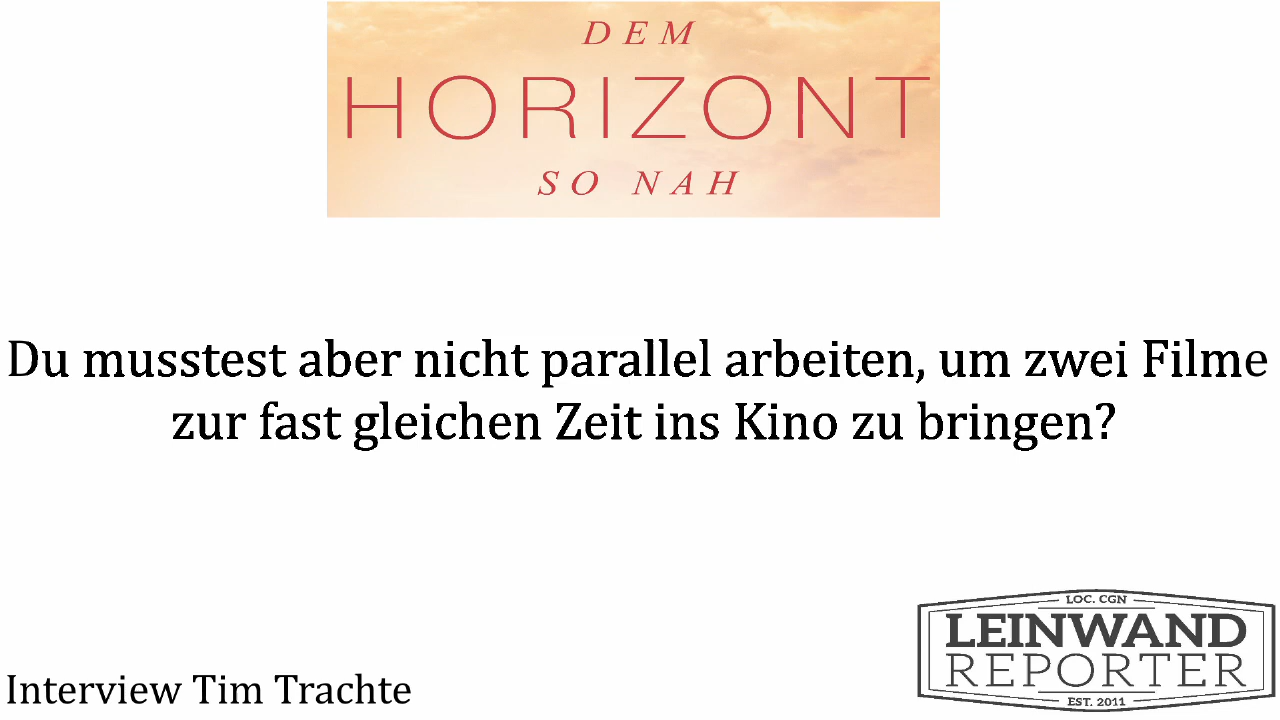 DEM
HORIZONT
SO NAH
Du musstest aber nicht parallel arbeiten, um zwei Filme
zur fast gleichen Zeit ins Kino zu bringen?
LOC. CGN
LEINWAND
REPORTER
EST. 2011
Interview Tim Trachte